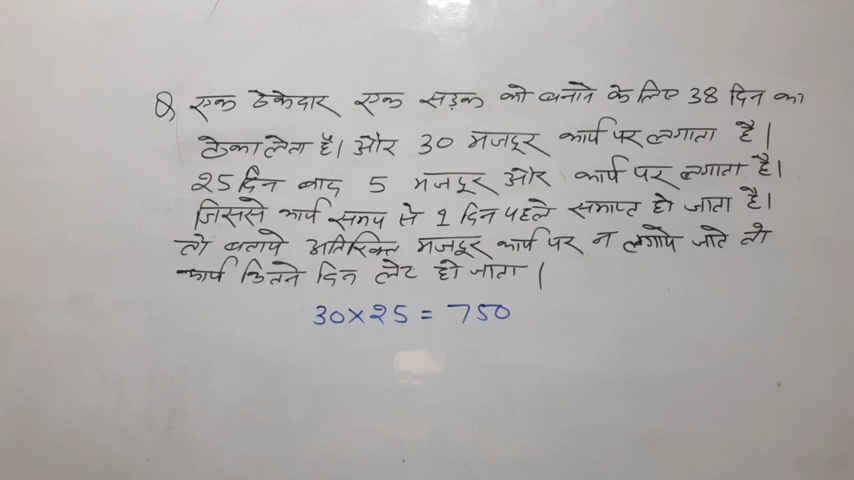 Q एक ठेकेदार एक सड़क को बनाने के लिए 38 दिन का
ठेका लेता है। और 30 मजदूर कार्य पर लगाता है।
25 दिन बाद 5 मजदूर और कार्य पर लगाता है।
जिससे कार्य समय से 1 दिन पहले समाप्त हो जाता है।
तो बताये अतिरिक्त मजदूर कार्य पर न लगाये जाते तो
कार्य कितने दिन लेट हो जाता।
30×25 = 750